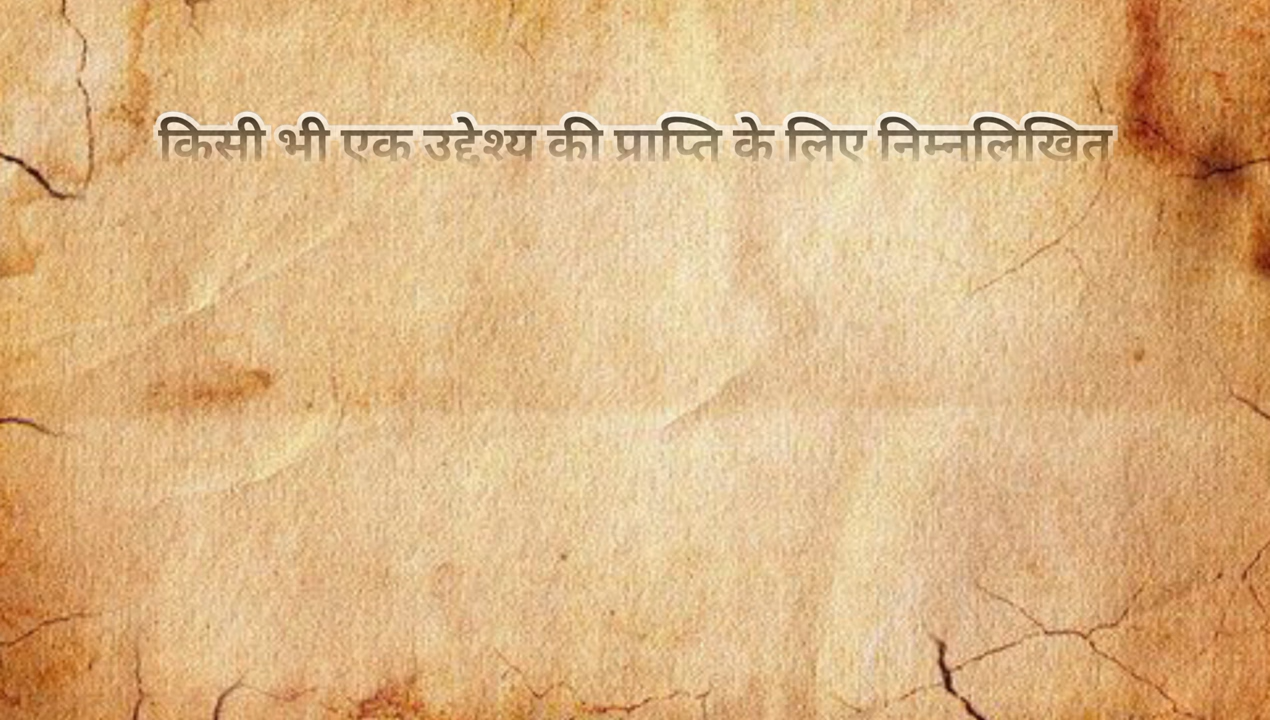 किसी भी एक उद्देश्य की प्राप्ति के लिए निम्नलिखित